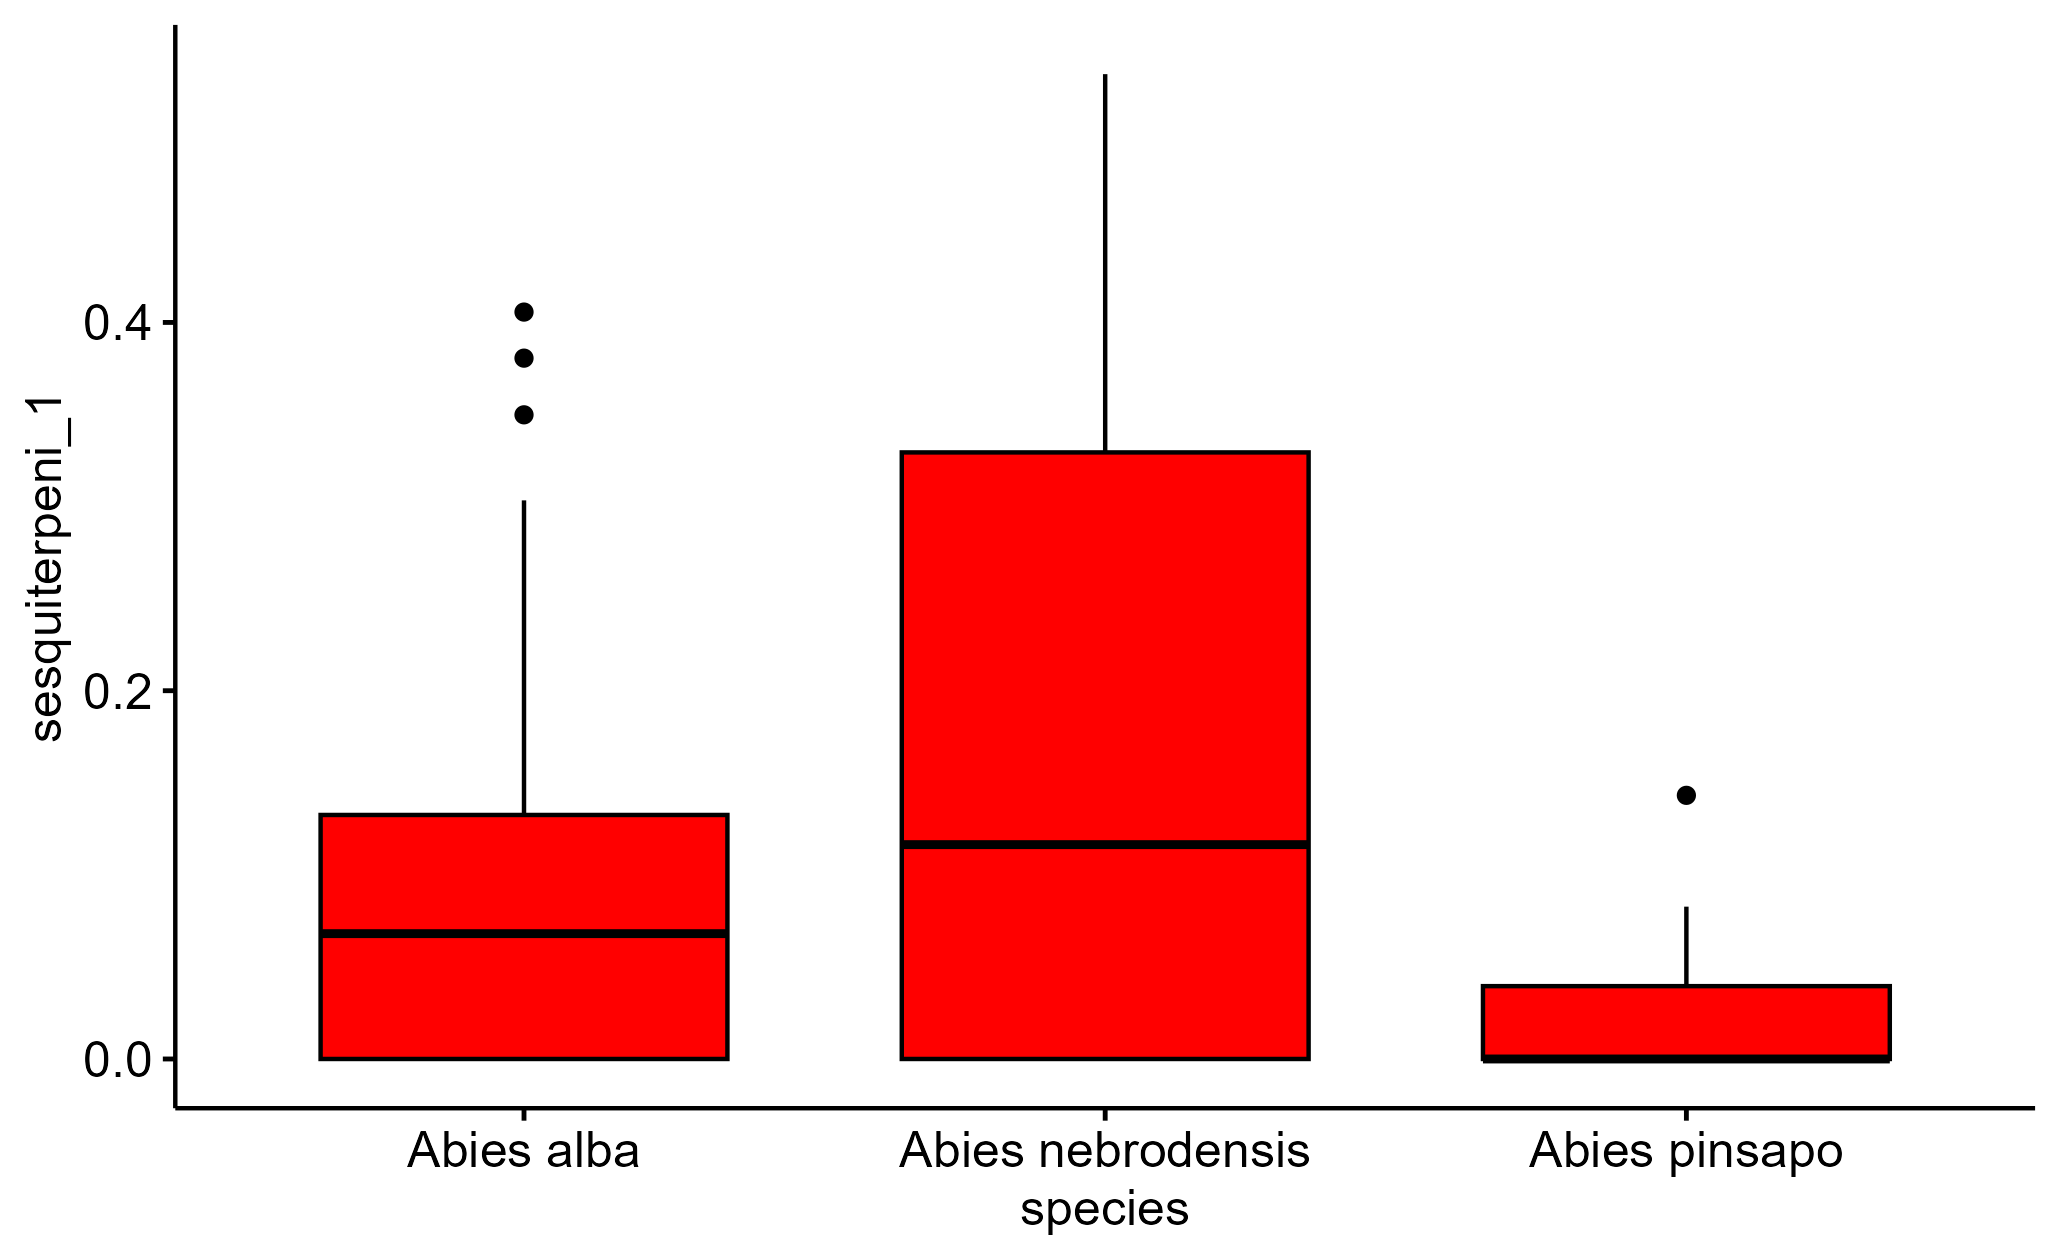 sesquiterpeni_1
0.4
0.2
0.0
Abies alba
Abies nebrodensis
Abies pinsapo
species